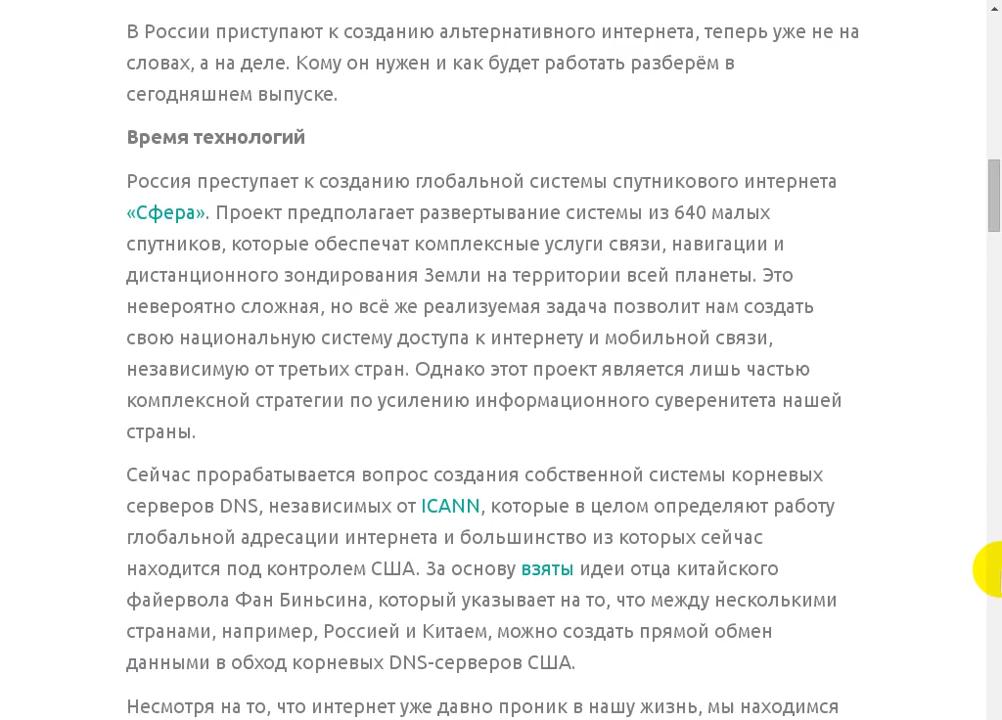 В России приступают к созданию альтернативного интернета, теперь уже не на
словах, а на деле. Кому он нужен и как будет работать разберём в
сегодняшнем выпуске.
Время технологий
Россия преступает к созданию глобальной системы спутникового интернета
«Сфера». Проект предполагает развертывание системы из 640 малых
спутников, которые обеспечат комплексные услуги связи, навигации и
дистанционного зондирования Земли на территории всей планеты. Это
невероятно сложная, но всё же реализуемая задача позволит нам создать
свою национальную систему доступа к интернету и мобильной связи,
независимую от третьих стран. Однако этот проект является лишь частью
комплексной стратегии по усилению информационного суверенитета нашей
страны.
Сейчас прорабатывается вопрос создания собственной системы корневых
серверов DNS, независимых от ICANN, которые в целом определяют работу
глобальной адресации интернета и большинство из которых сейчас
находится под контролем США. За основу взяты идеи отца китайского
файервола Фан Биньсина, который указывает на то, что между несколькими
странами, например, Россией и Китаем, можно создать прямой обмен
данными в обход корневых DNS-серверов США.
Несмотря на то, что интернет уже давно проник в нашу жизнь, мы находимся